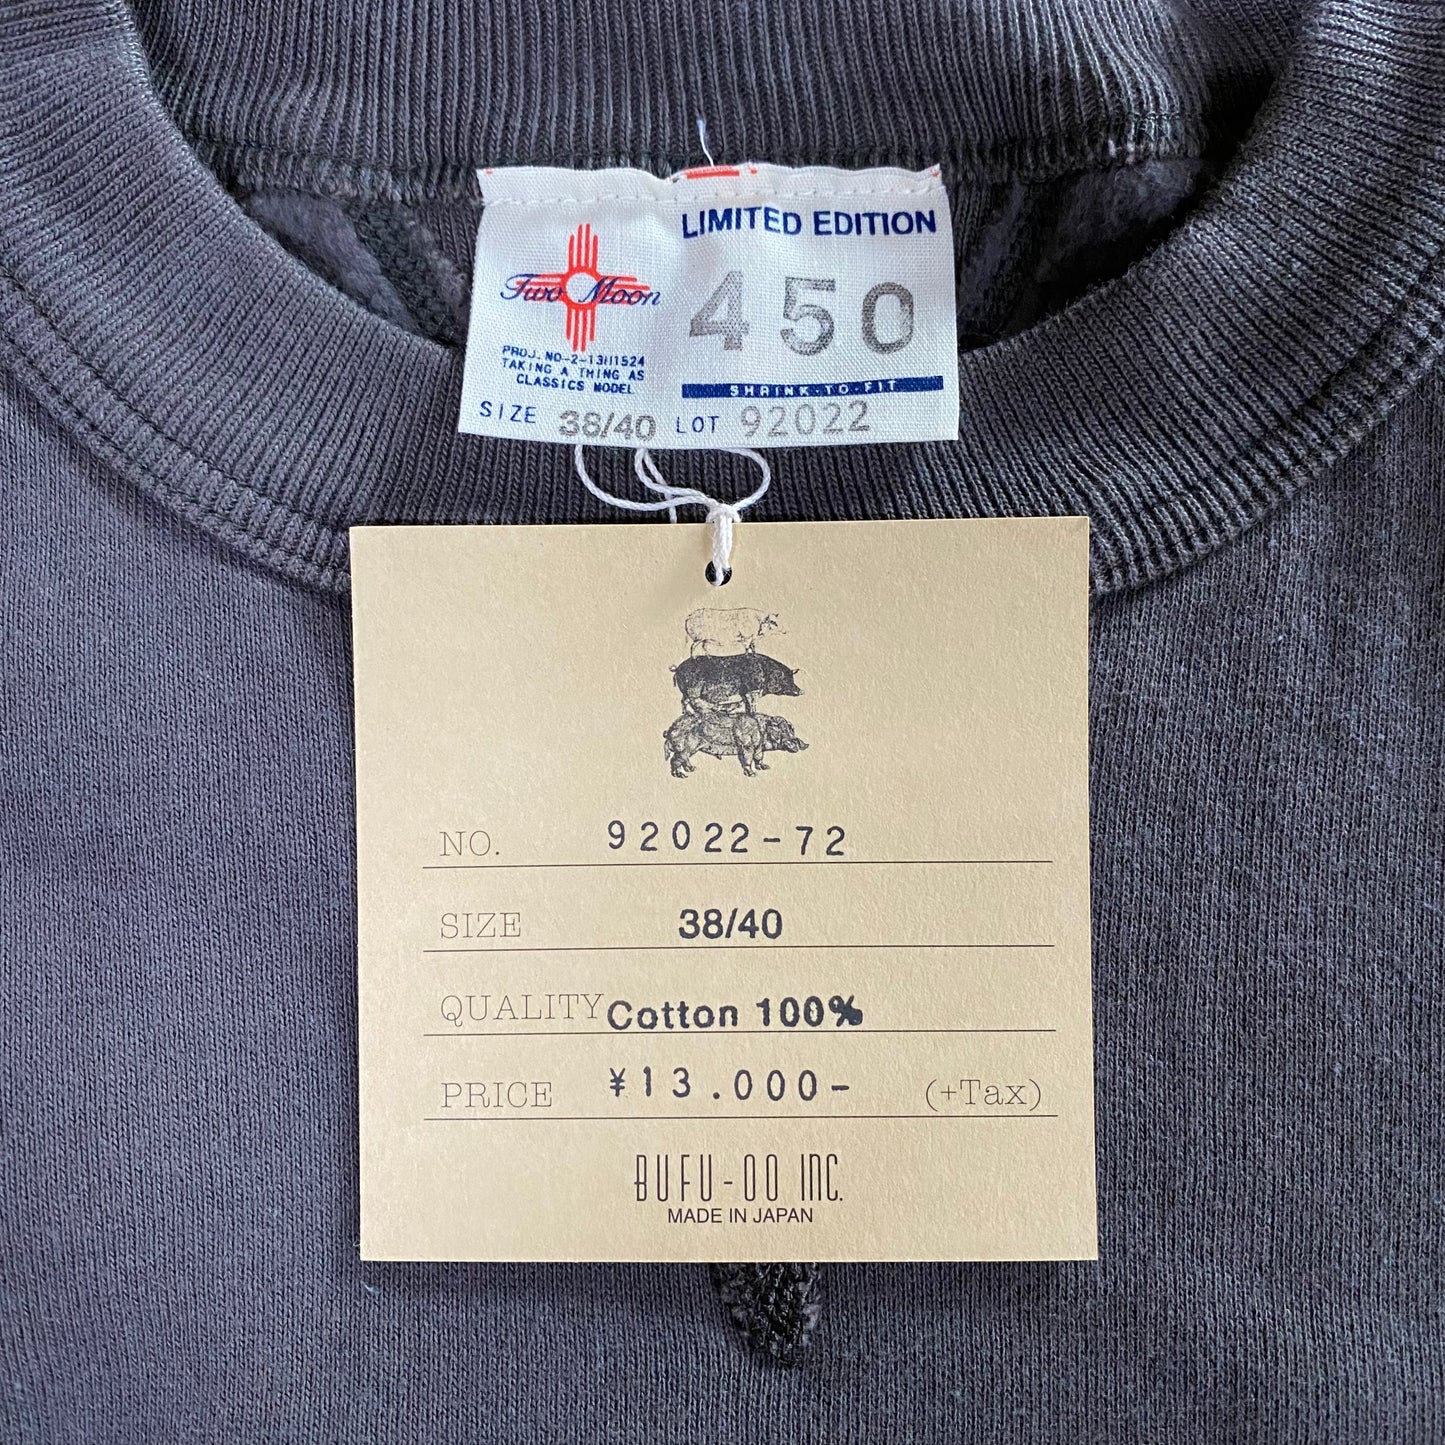 LIMITED EDITION
Two Moon
450
PROJ. NO-2-13111524
TAKING A THING AS
CLASSICS MODEL
SHRINK-TO-FIT
SIZE 38/40 LOT 92022
NO. 92022-72
SIZE 38/40
QUALITY Cotton 100%
PRICE ¥13.000- (+Tax)
BUFU-OO INC.
MADE IN JAPAN